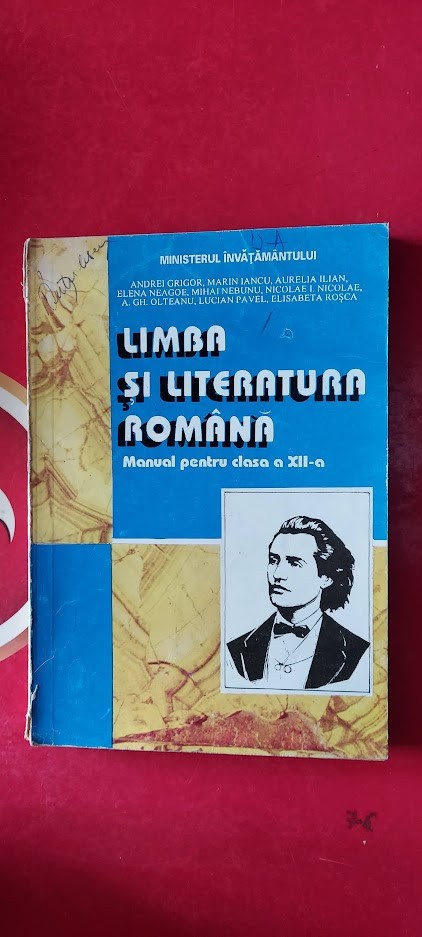 MINISTERUL ÎNVĂȚĂMÂNTULUI
ANDREI GRIGOR, MARIN IANCU, AURELIA ILIAN,
ELENA NEAGOE, MIHAI NEBUNU, NICOLAE I. NICOLAE,
A. GH. OLTEANU, LUCIAN PAVEL, ELISABETA ROȘCA
LIMBA
ȘI LITERATURA
ROMÂNĂ
Manual pentru clasa a XII-a